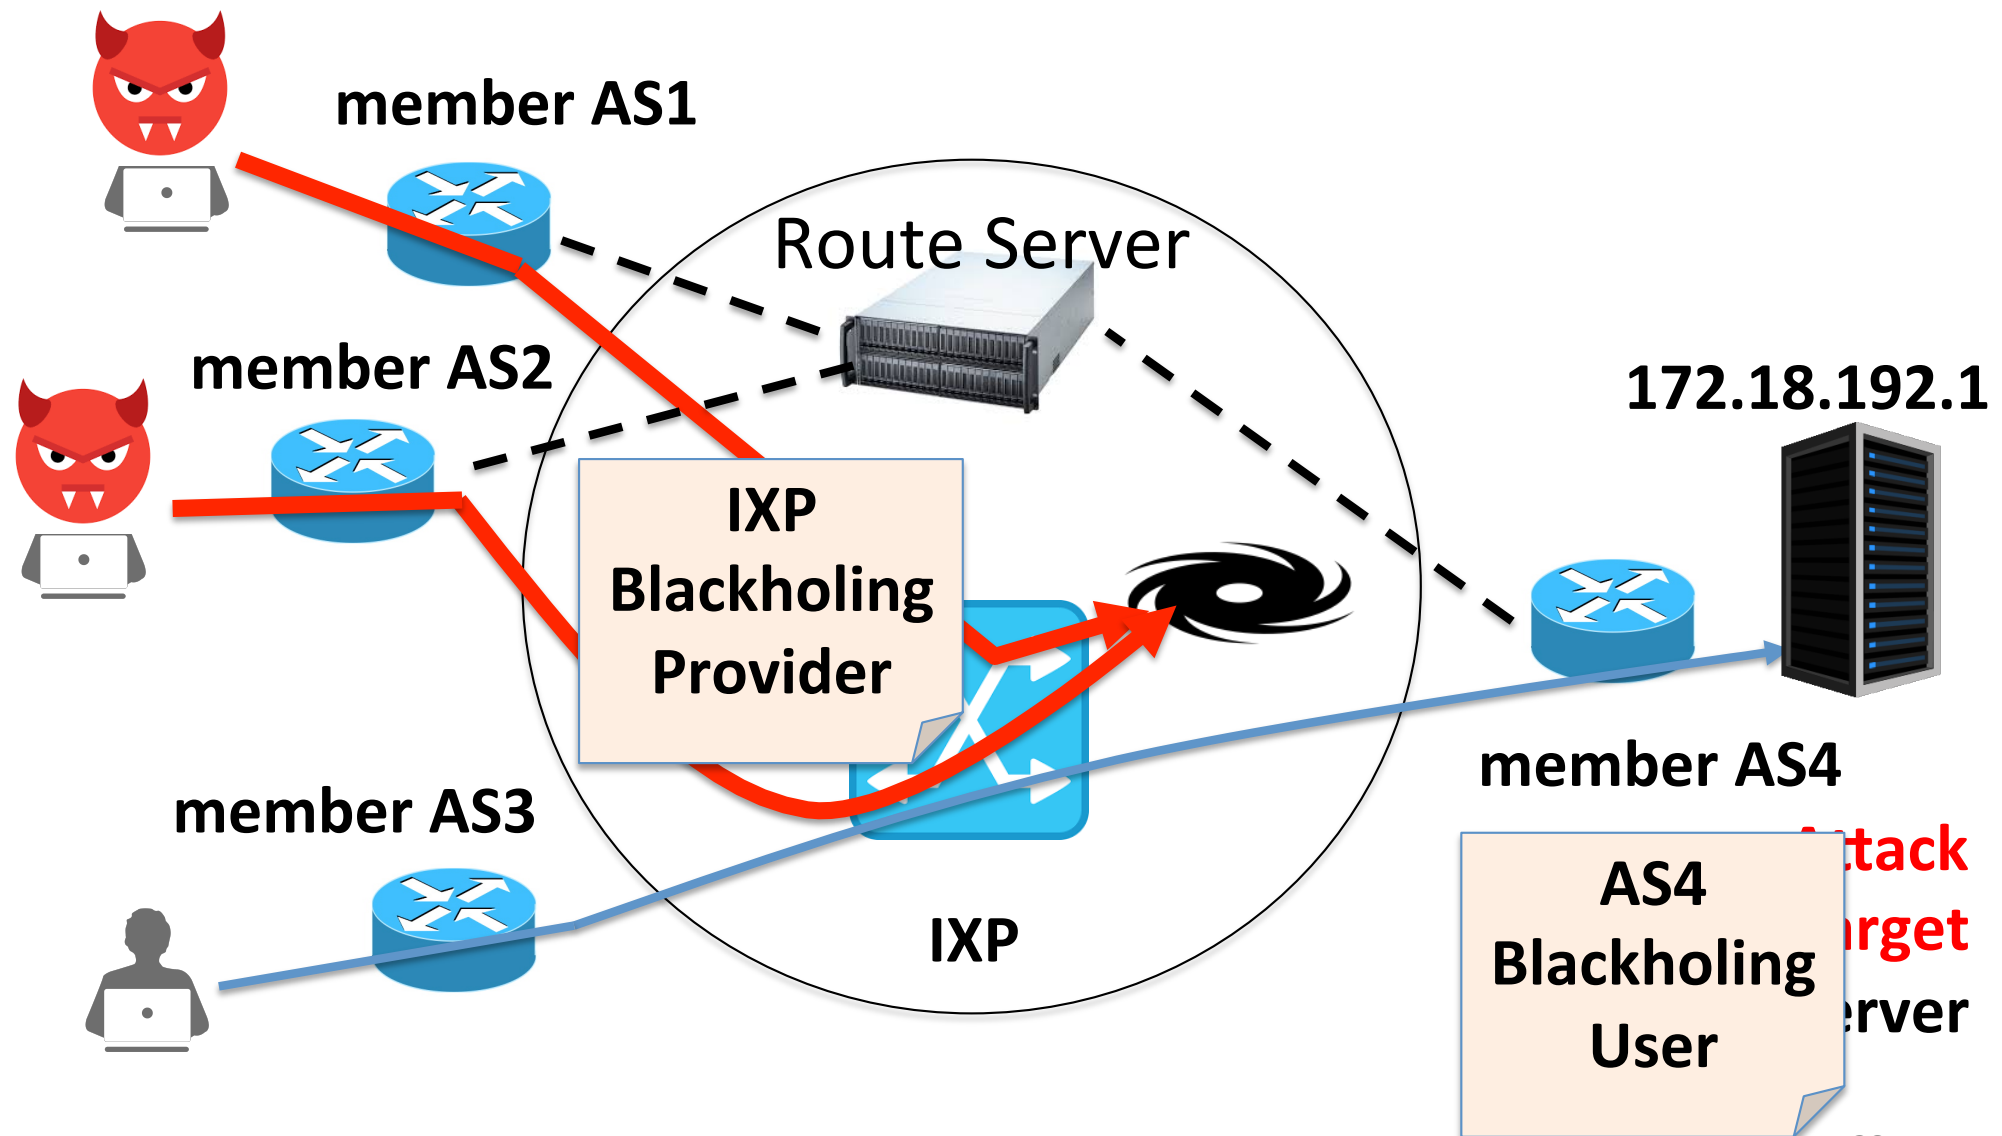 member AS1
Route Server
member AS2
172.18.192.1
IXP
Blackholing
Provider
member AS4
member AS3
IXP
AS4
Blackholing
User